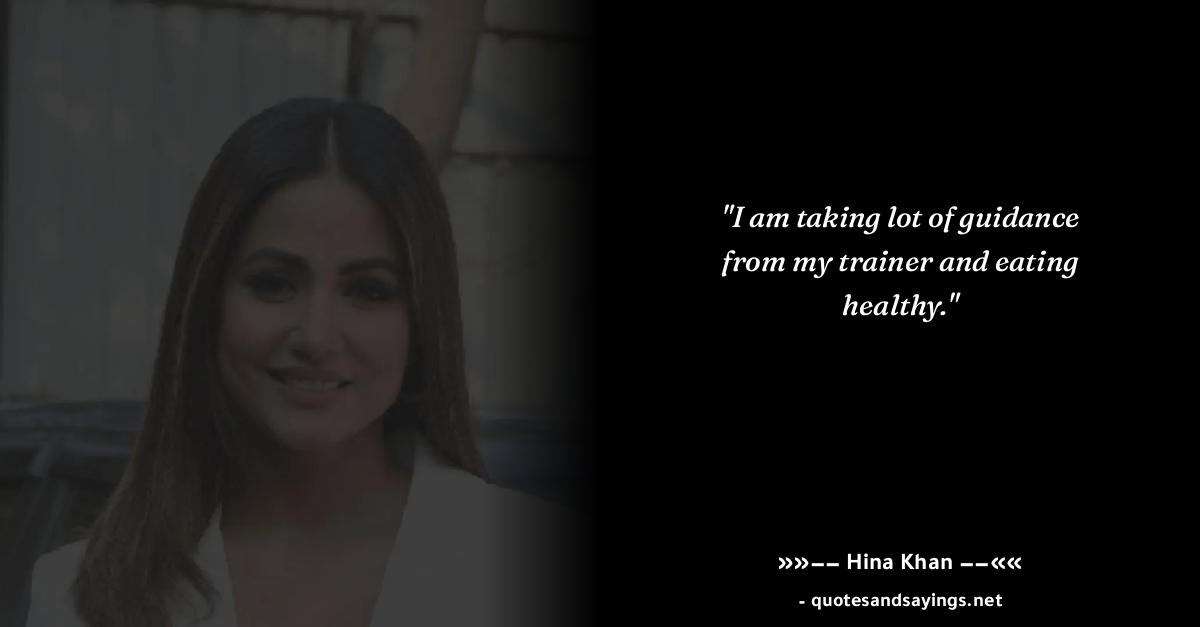 "I am taking lot of guidance
from my trainer and eating
healthy."
»»−− Hina Khan −−««
- quotesandsayings.net